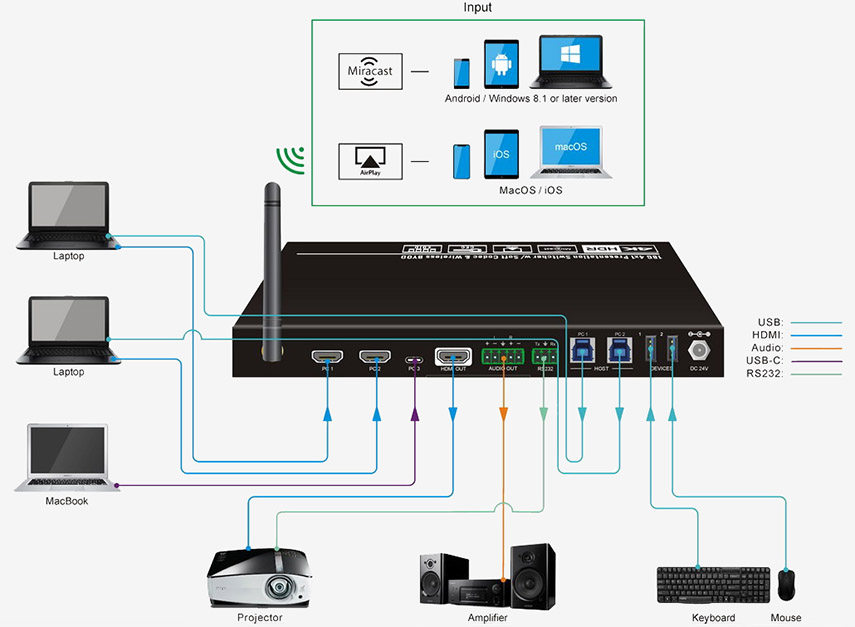 Input
Miracast
Android / Windows 8.1 or later version
AirPlay
iOS
macOS
MacOS / iOS
Laptop
4K HDR
Miracast
18G 4x1 Presentation Switcher w/ Soft Codec & Wireless BYOD
L R
+ - ⏚ + -
Tx ⏚ Rx
PC 1
PC 2
1
2
PC 1
PC 2
PC 3
HDMI OUT
AUDIO OUT
RS232
HOST
DEVICES
DC 24V
USB:
HDMI:
Audio:
USB-C:
RS232:
Laptop
MacBook
Projector
Amplifier
Keyboard
Mouse